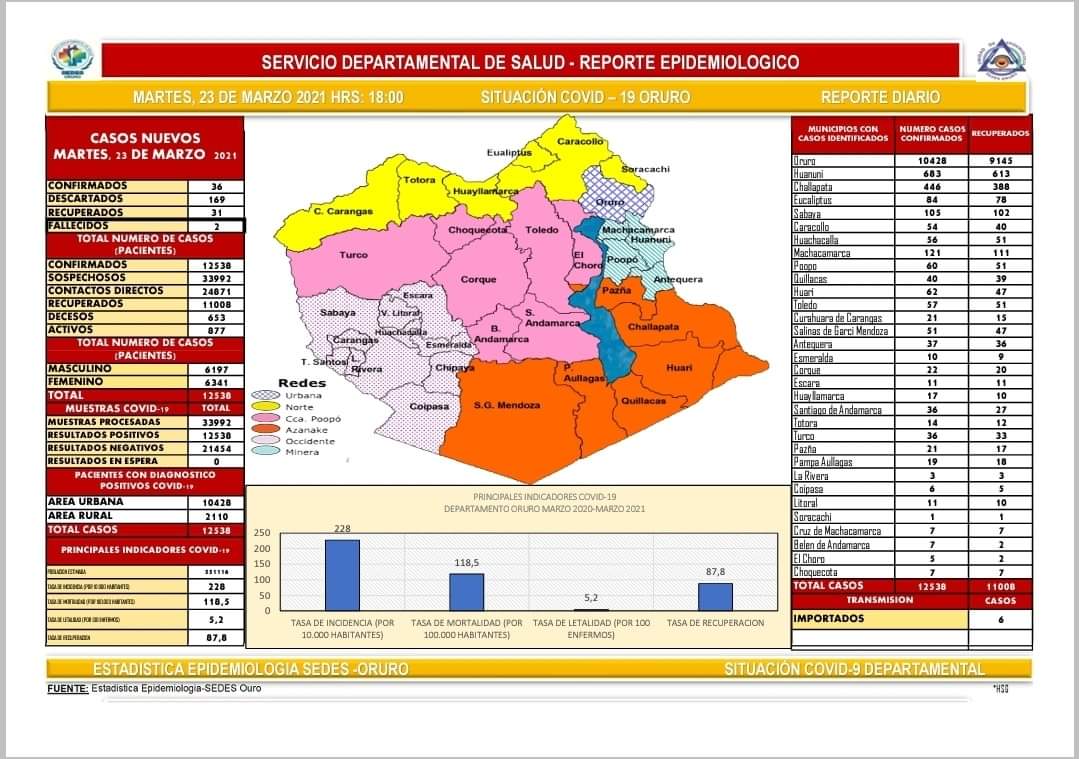 SERVICIO DEPARTAMENTAL DE SALUD - REPORTE EPIDEMIOLOGICO
MARTES, 23 DE MARZO 2021 HRS: 18:00 SITUACIÓN COVID – 19 ORURO REPORTE DIARIO
CASOS NUEVOS
MARTES, 23 DE MARZO 2021
CONFIRMADOS 36
DESCARTADOS 169
RECUPERADOS 31
FALLECIDOS 2
TOTAL NUMERO DE CASOS
(PACIENTES)
CONFIRMADOS 12538
SOSPECHOSOS 33992
CONTACTOS DIRECTOS 24871
RECUPERADOS 11008
DECESOS 653
ACTIVOS 877
TOTAL NUMERO DE CASOS
(PACIENTES)
MASCULINO 6197
FEMENINO 6341
TOTAL 12538
MUESTRAS COVID-19 TOTAL
MUESTRAS PROCESADAS 33992
RESULTADOS POSITIVOS 12538
RESULTADOS NEGATIVOS 21454
RESULTADOS EN ESPERA 0
PACIENTES CON DIAGNOSTICO
POSITIVOS COVID-19
AREA URBANA 10428
AREA RURAL 2110
TOTAL CASOS 12538
PRINCIPALES INDICADORES COVID-19
POBLACION ESTIMADA 551116
TASA DE INCIDENCIA (POR 10.000 HABITANTES) 228
TASA DE MORTALIDAD (POR 100.000 HABITANTES) 118,5
TASA DE LETALIDAD (POR 100 ENFERMOS) 5,2
TASA DE RECUPERACION 87,8
Caracollo
Eualiptus
Soracachi
Totora
Huayllamarca
Oruro
C. Carangas
Choquecota
Toledo
Machacamarca
Huanuni
Turco
El
Choro
Poopó
Corque
Antequera
Pazña
Escara
Sabaya
V. Litoral
S.
Andamarca
Challapata
Huachacalla
B.
Andamarca
Carangas
Esmeralda
T. Santos
L.
Rivera
Chipaya
P.
Aullagas
Huari
Coipasa
S.G. Mendoza
Quillacas
Redes
Urbana
Norte
Cca. Poopó
Azanake
Occidente
Minera
PRINCIPALES INDICADORES COVID-19
DEPARTAMENTO ORURO MARZO 2020-MARZO 2021
250
200
150
100
50
0
228
118,5
5,2
87,8
TASA DE INCIDENCIA (POR
10.000 HABITANTES)
TASA DE MORTALIDAD (POR
100.000 HABITANTES)
TASA DE LETALIDAD (POR 100
ENFERMOS)
TASA DE RECUPERACION
MUNICIPIOS CON CASOS IDENTIFICADOS NUMERO CASOS CONFIRMADOS RECUPERADOS
Oruro 10428 9145
Huanuni 683 613
Challapata 446 388
Eucaliptus 84 78
Sabaya 105 102
Caracollo 54 40
Huachacalla 56 51
Machacamarca 121 111
Poopo 60 51
Quillacas 40 39
Huari 62 47
Toledo 57 51
Curahuara de Carangas 21 15
Salinas de Garci Mendoza 51 47
Antequera 37 36
Esmeralda 10 9
Corque 22 20
Escara 11 11
Huayllamarca 17 10
Santiago de Andamarca 36 27
Totora 14 12
Turco 36 33
Pazña 21 17
Pampa Aullagas 19 18
La Rivera 3 3
Coipasa 6 5
Litoral 11 10
Soracachi 1 1
Cruz de Machacamarca 7 7
Belen de Andamarca 7 2
El Choro 5 2
Choquecota 7 7
TOTAL CASOS 12538 11008
TRANSMISION CASOS
IMPORTADOS 6
ESTADISTICA EPIDEMIOLOGIA SEDES -ORURO SITUACIÓN COVID-9 DEPARTAMENTAL
FUENTE: Estadistica Epidemiologia-SEDES Ouro
*HSG